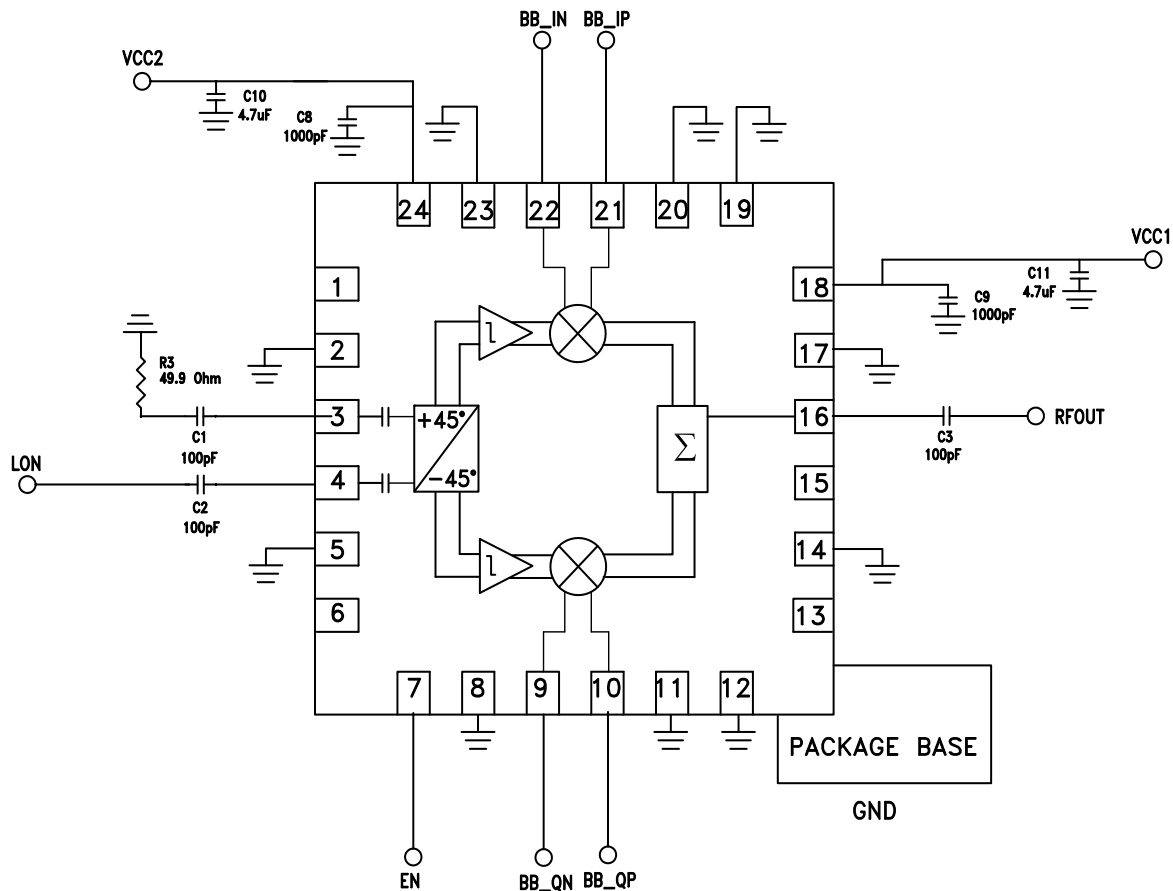 BB_IN BB_IP
VCC2
C10
4.7uF
C8
1000pF
24 23 22 21 20 19
VCC1
C11
4.7uF
C9
1000pF
1 18
R3
49.9 Ohm
2 17
3 +45° 16 RFOUT
C1
100pF
Σ
C3
100pF
LON
4 -45° 15
C2
100pF
5 14
6 13
7 8 9 10 11 12
PACKAGE BASE
GND
EN BB_QN BB_QP